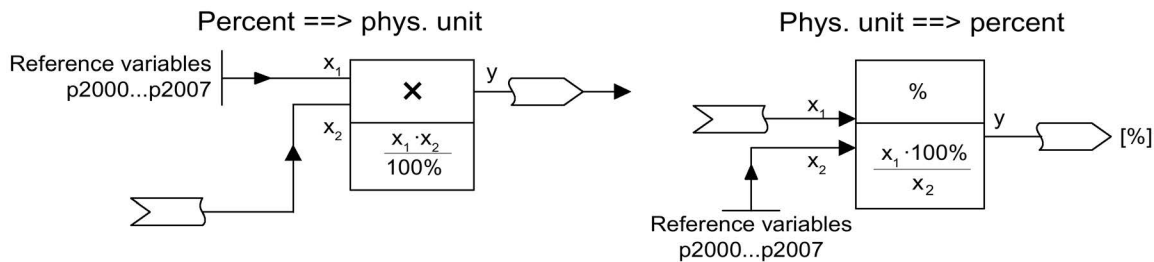 Percent ==> phys. unit
Reference variables
p2000...p2007
x₁
x₂
×
x₁ · x₂
100%
y
Phys. unit ==> percent
x₁
x₂
%
x₁ · 100%
x₂
y
[%]
Reference variables
p2000...p2007